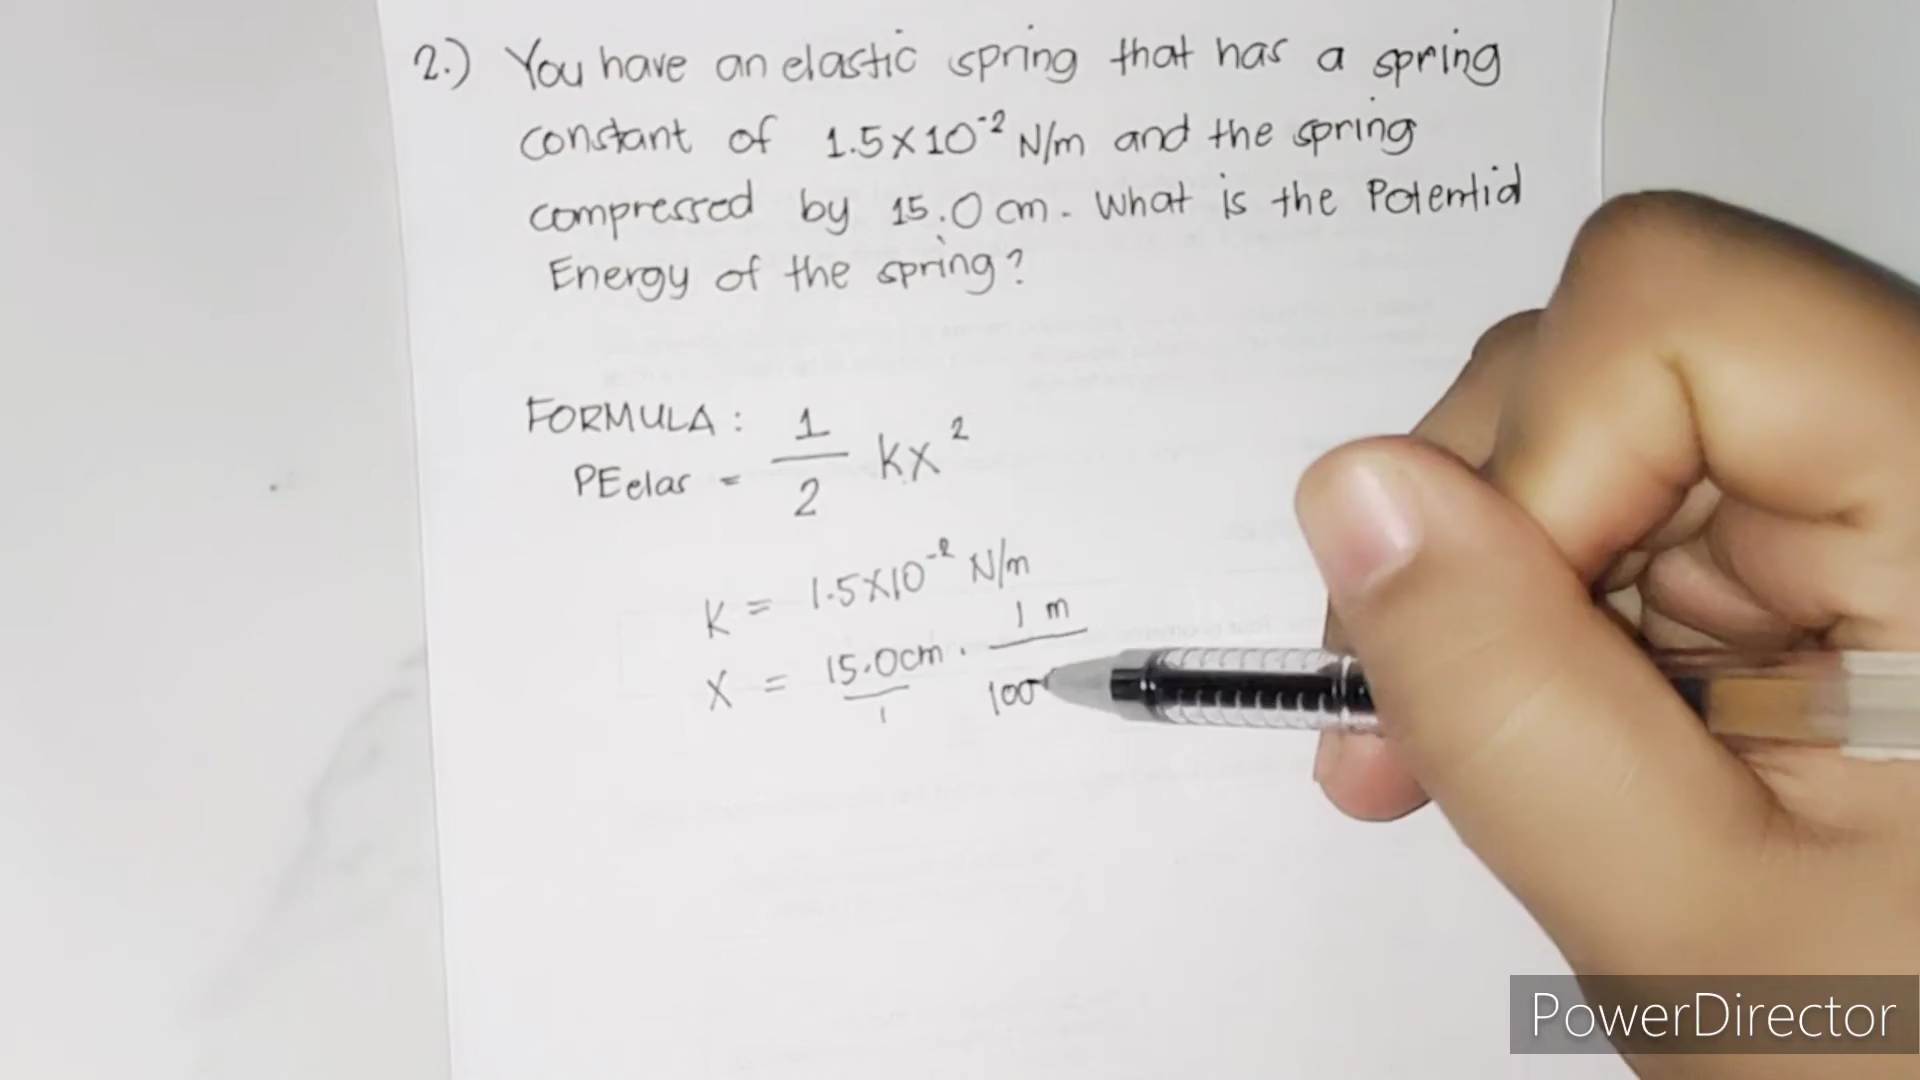 2.) You have an elastic spring that has a spring
constant of 1.5X10⁻² N/m and the spring
compressed by 15.0 cm. What is the Potential
Energy of the spring?
FORMULA: 1
PEelas = 2 kx²
K = 1.5X10⁻² N/m
1 m
X = 15.0cm .
1 100
PowerDirector